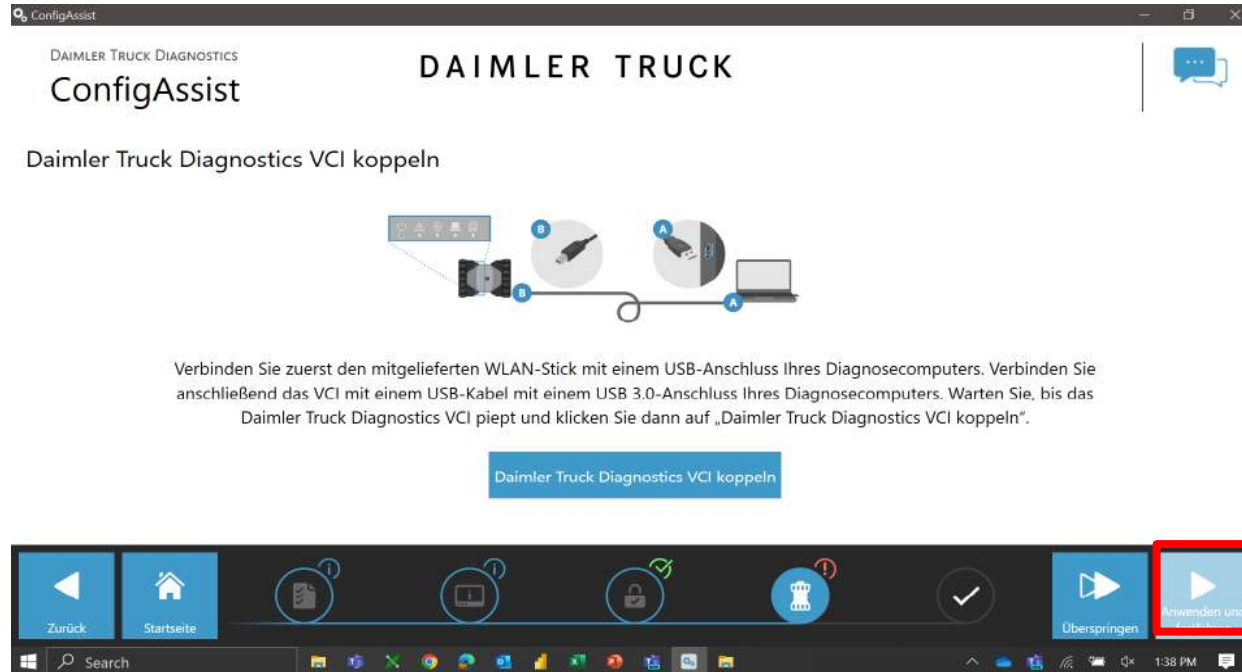 ConfigAssist
DAIMLER TRUCK DIAGNOSTICS
ConfigAssist
DAIMLER TRUCK
Daimler Truck Diagnostics VCI koppeln
B
A
B
A
Verbinden Sie zuerst den mitgelieferten WLAN-Stick mit einem USB-Anschluss Ihres Diagnosecomputers. Verbinden Sie
anschließend das VCI mit einem USB-Kabel mit einem USB 3.0-Anschluss Ihres Diagnosecomputers. Warten Sie, bis das
Daimler Truck Diagnostics VCI piept und klicken Sie dann auf „Daimler Truck Diagnostics VCI koppeln“.
Daimler Truck Diagnostics VCI koppeln
Zurück
Startseite
Überspringen
Anwenden und
Search
1:38 PM